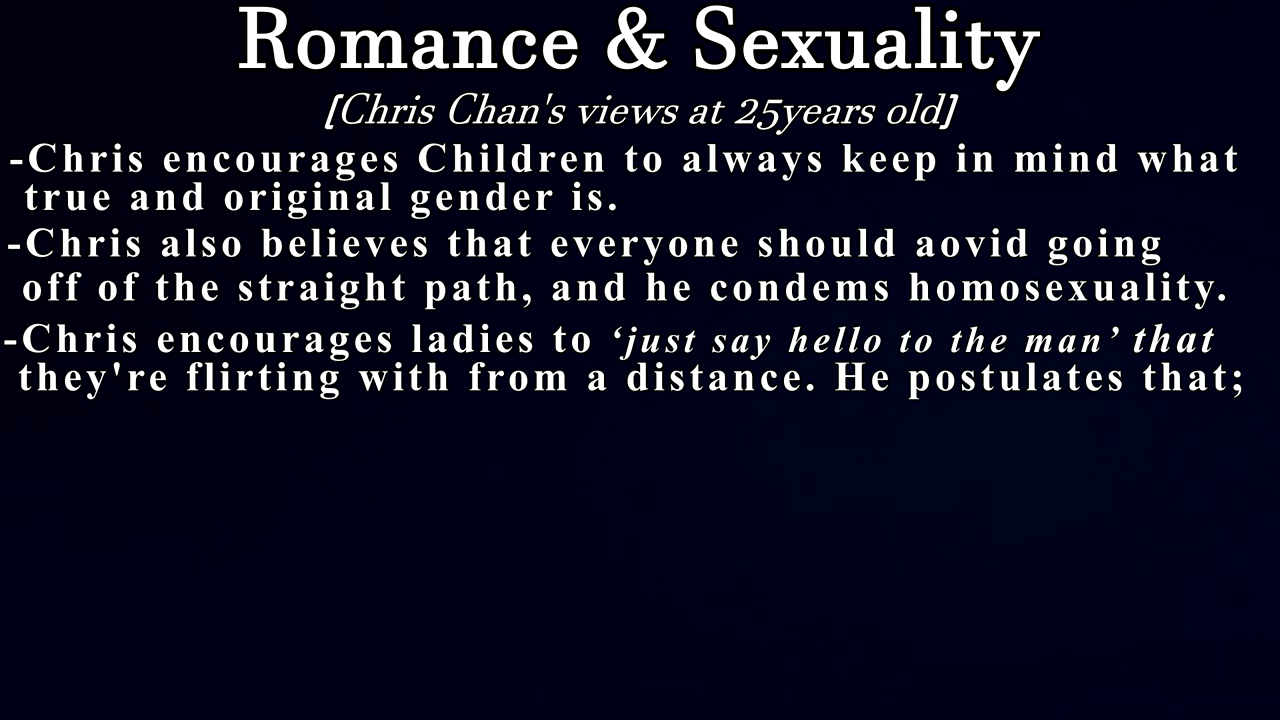 Romance & Sexuality
[Chris Chan's views at 25years old]
-Chris encourages Children to always keep in mind what
true and original gender is.
-Chris also believes that everyone should aovid going
off of the straight path, and he condems homosexuality.
-Chris encourages ladies to ‘just say hello to the man’ that
they're flirting with from a distance. He postulates that;